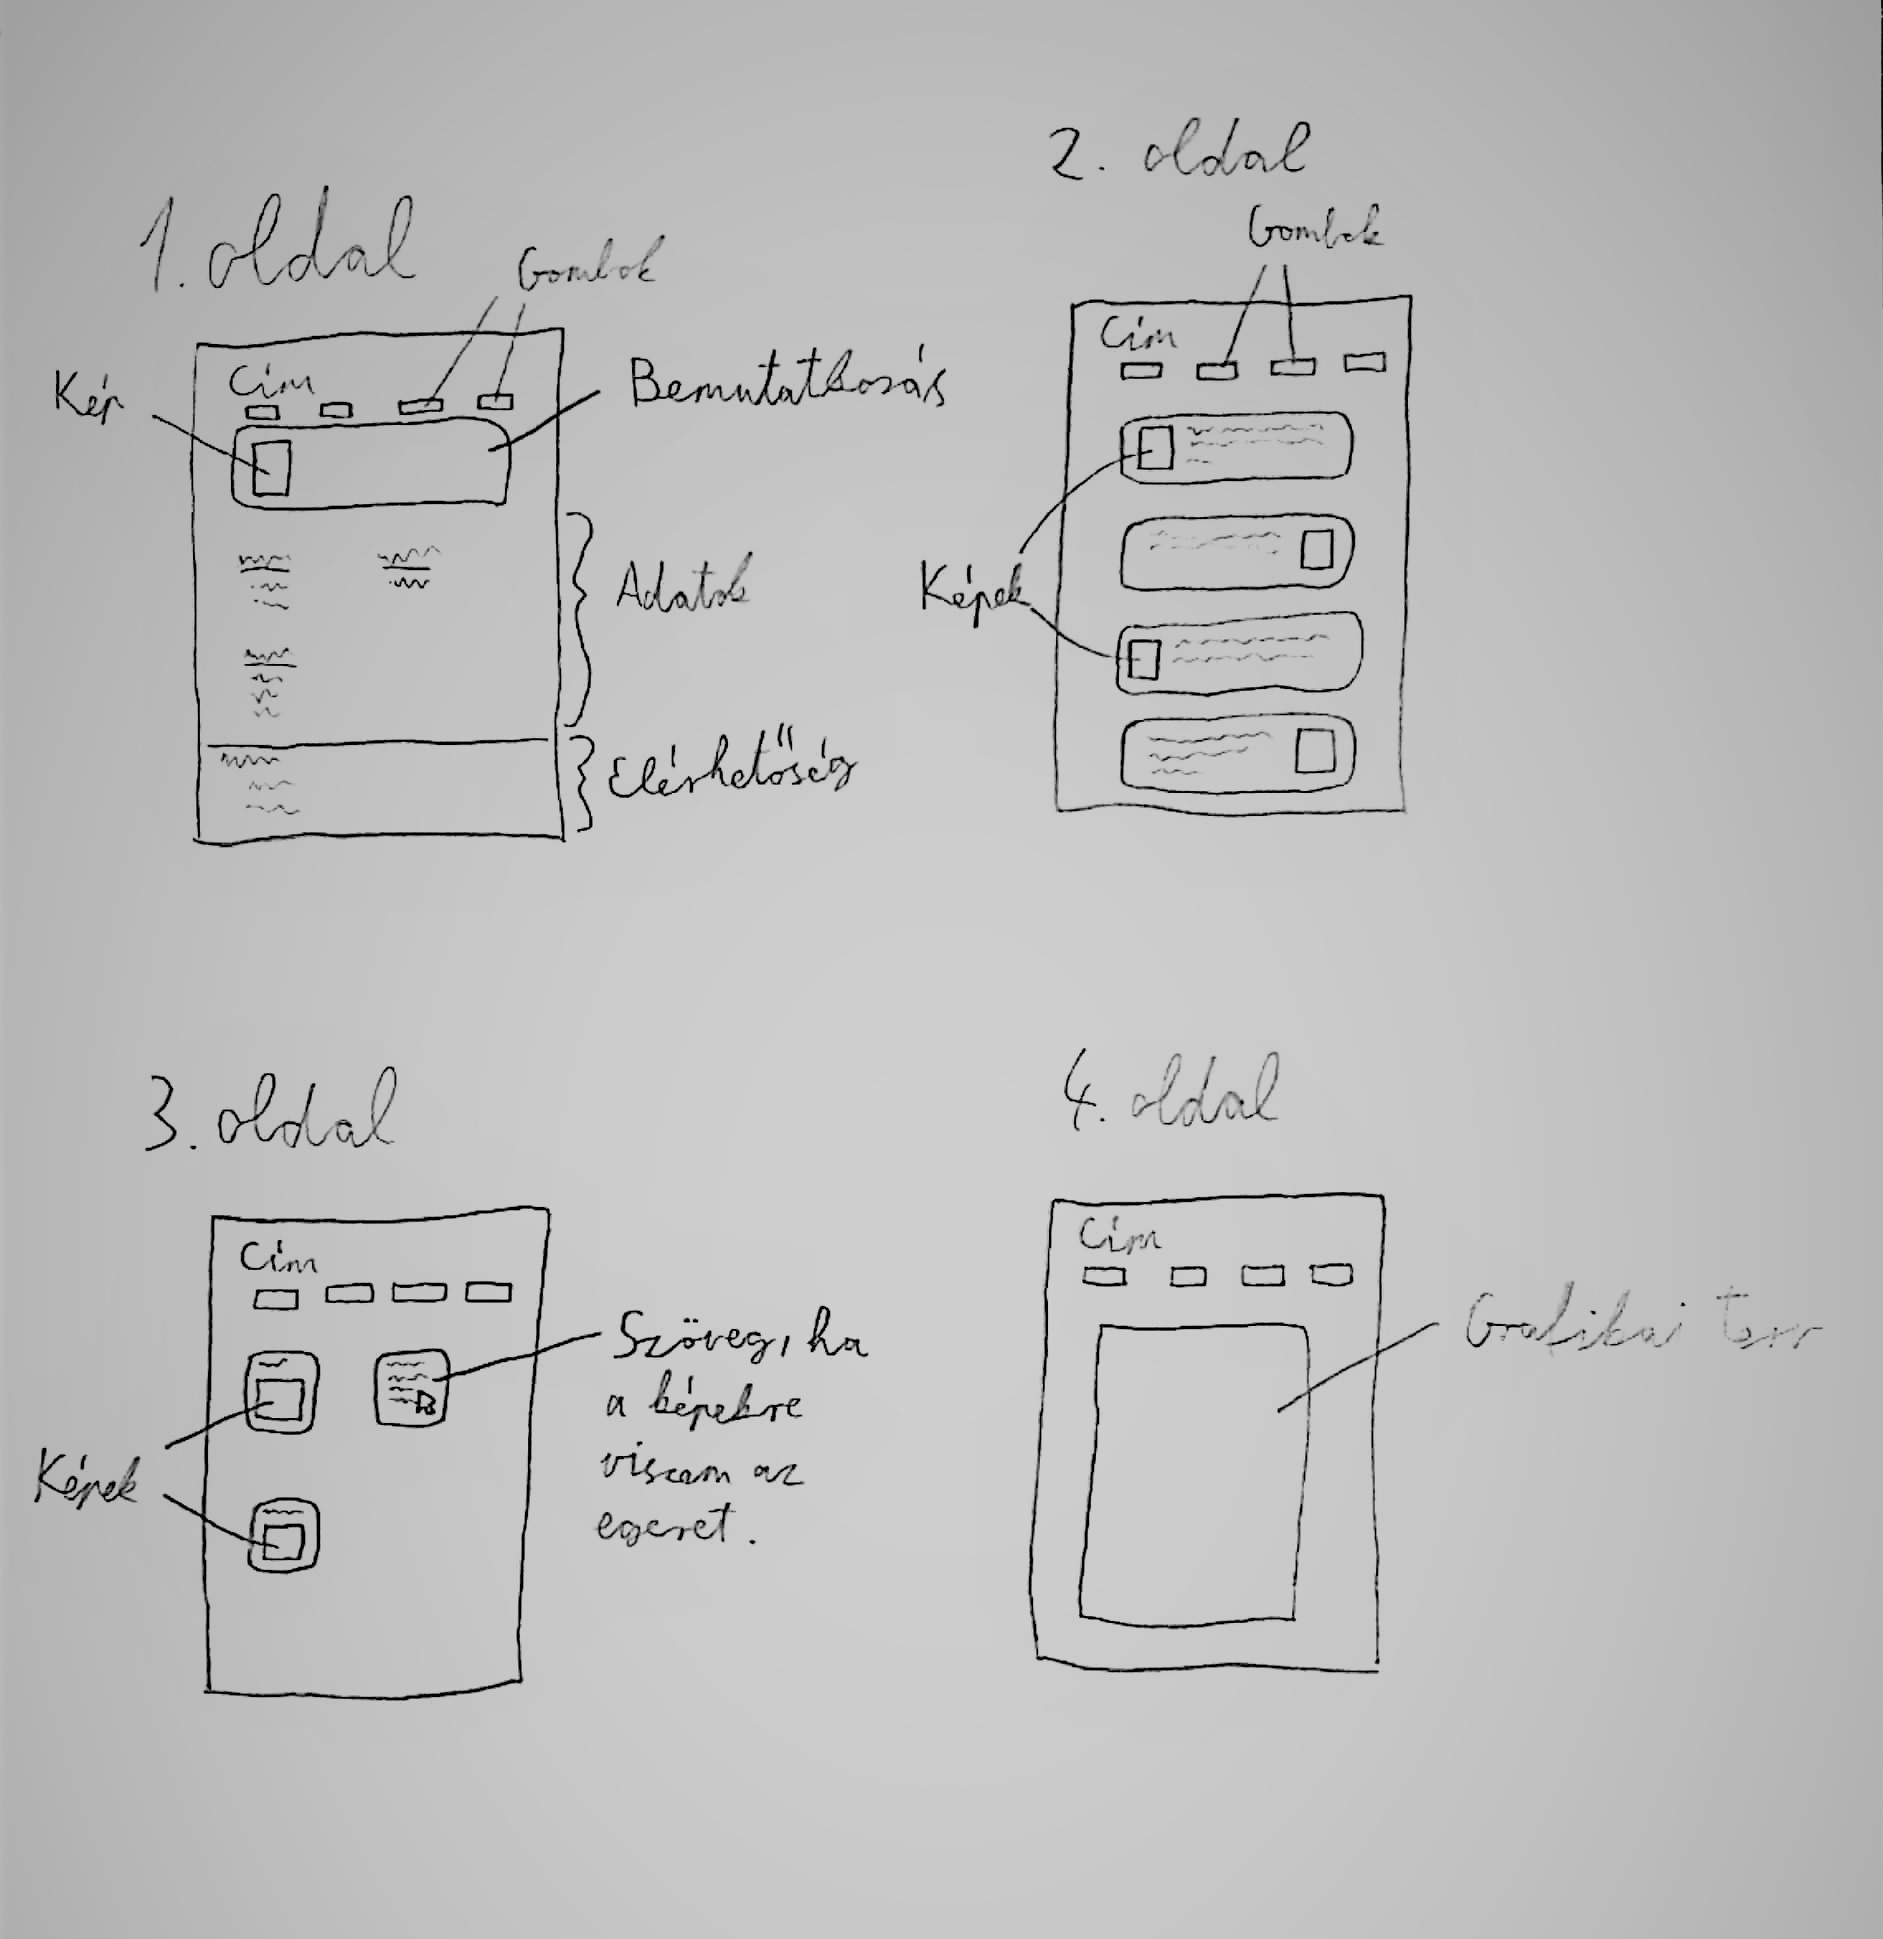 1. oldal
Gombok
Kép
Cím
Bemutatkozás
Adatok
Elérhetőség
2. oldal
Gombok
Cím
Képek
3. oldal
Cím
Szöveg, ha
a képekre
viszem az
egeret.
Képek
4. oldal
Cím
Grafikai terv